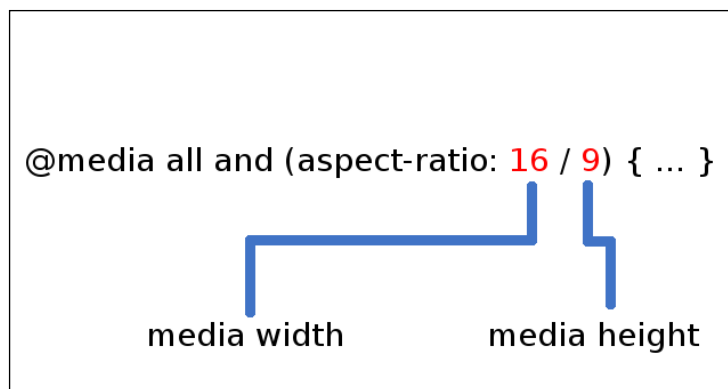 @media all and (aspect-ratio: 16 / 9) { ... }
media width media height